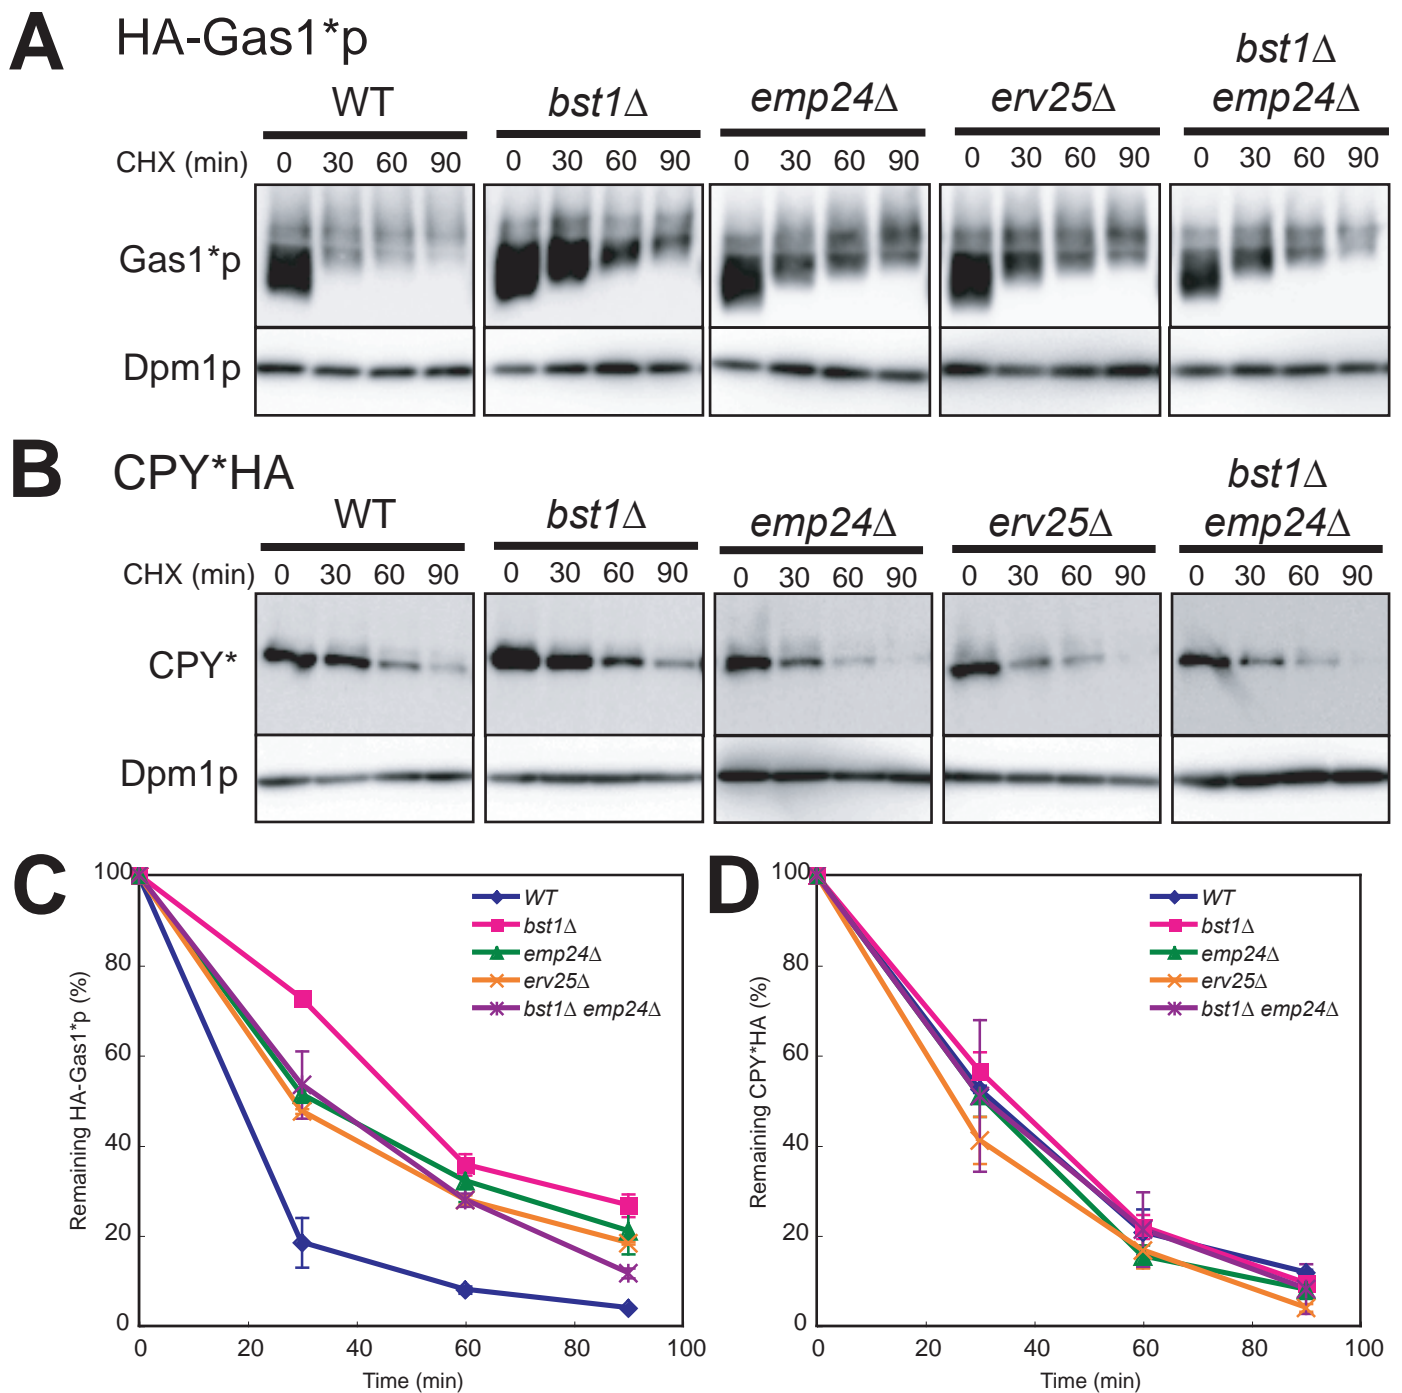 A HA-Gas1*p
bst1Δ
WT bst1Δ emp24Δ erv25Δ emp24Δ
CHX (min) 0 30 60 90 0 30 60 90 0 30 60 90 0 30 60 90 0 30 60 90
Gas1*p
Dpm1p
B CPY*HA
bst1Δ
WT bst1Δ emp24Δ erv25Δ emp24Δ
CHX (min) 0 30 60 90 0 30 60 90 0 30 60 90 0 30 60 90 0 30 60 90
CPY*
Dpm1p
C
Remaining HA-Gas1*p (%)
100
80
60
40
20
0
0 20 40 60 80 100
Time (min)
WT
bst1Δ
emp24Δ
erv25Δ
bst1Δ emp24Δ
D
Remaining CPY*HA (%)
100
80
60
40
20
0
0 20 40 60 80 100
Time (min)
WT
bst1Δ
emp24Δ
erv25Δ
bst1Δ emp24Δ